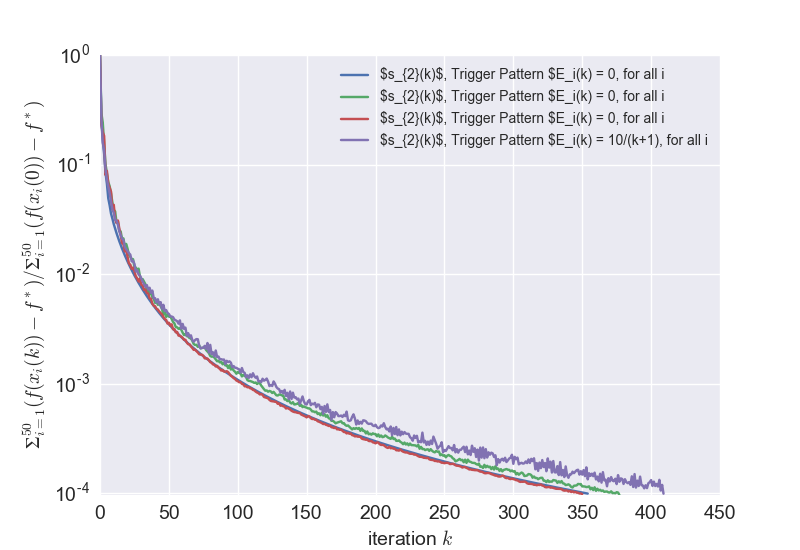 $s_{2}(k)$, Trigger Pattern $E_i(k) = 0, for all i
$s_{2}(k)$, Trigger Pattern $E_i(k) = 0, for all i
$s_{2}(k)$, Trigger Pattern $E_i(k) = 0, for all i
$s_{2}(k)$, Trigger Pattern $E_i(k) = 10/(k+1), for all i
10^0
10^{-1}
10^{-2}
10^{-3}
10^{-4}
Σ_{i=1}^{50}(f(x_i(k)) − f*)/Σ_{i=1}^{50}(f(x_i(0)) − f*)
0 50 100 150 200 250 300 350 400 450
iteration k